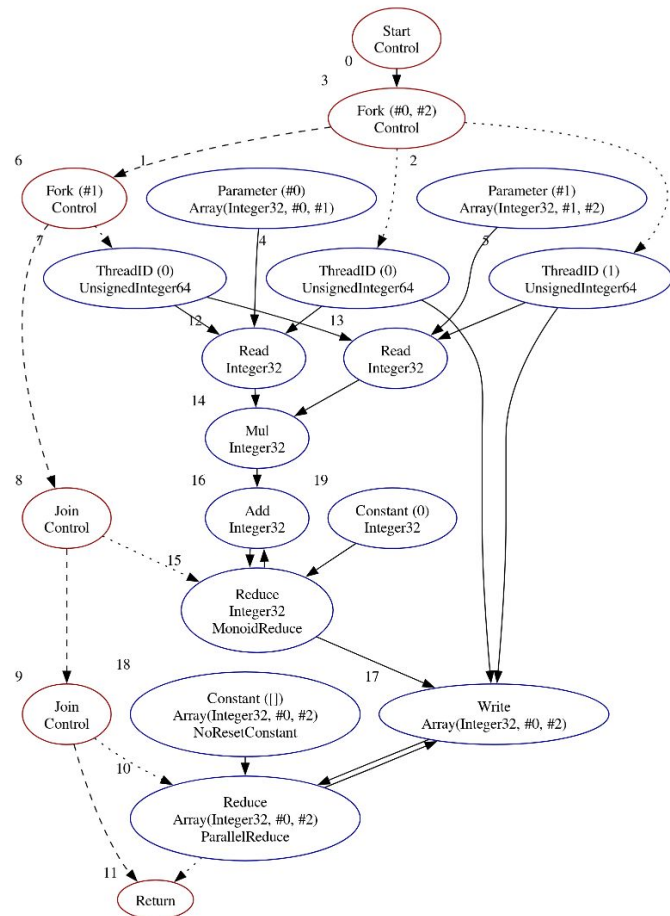 0
Start
Control
3
Fork (#0, #2)
Control
6
Fork (#1)
Control
1
Parameter (#0)
Array(Integer32, #0, #1)
2
Parameter (#1)
Array(Integer32, #1, #2)
7
ThreadID (0)
UnsignedInteger64
4
ThreadID (0)
UnsignedInteger64
5
ThreadID (1)
UnsignedInteger64
12
Read
Integer32
13
Read
Integer32
14
Mul
Integer32
8
Join
Control
16
Add
Integer32
19
Constant (0)
Integer32
15
Reduce
Integer32
MonoidReduce
9
Join
Control
18
Constant ([])
Array(Integer32, #0, #2)
NoResetConstant
17
Write
Array(Integer32, #0, #2)
10
Reduce
Array(Integer32, #0, #2)
ParallelReduce
11
Return